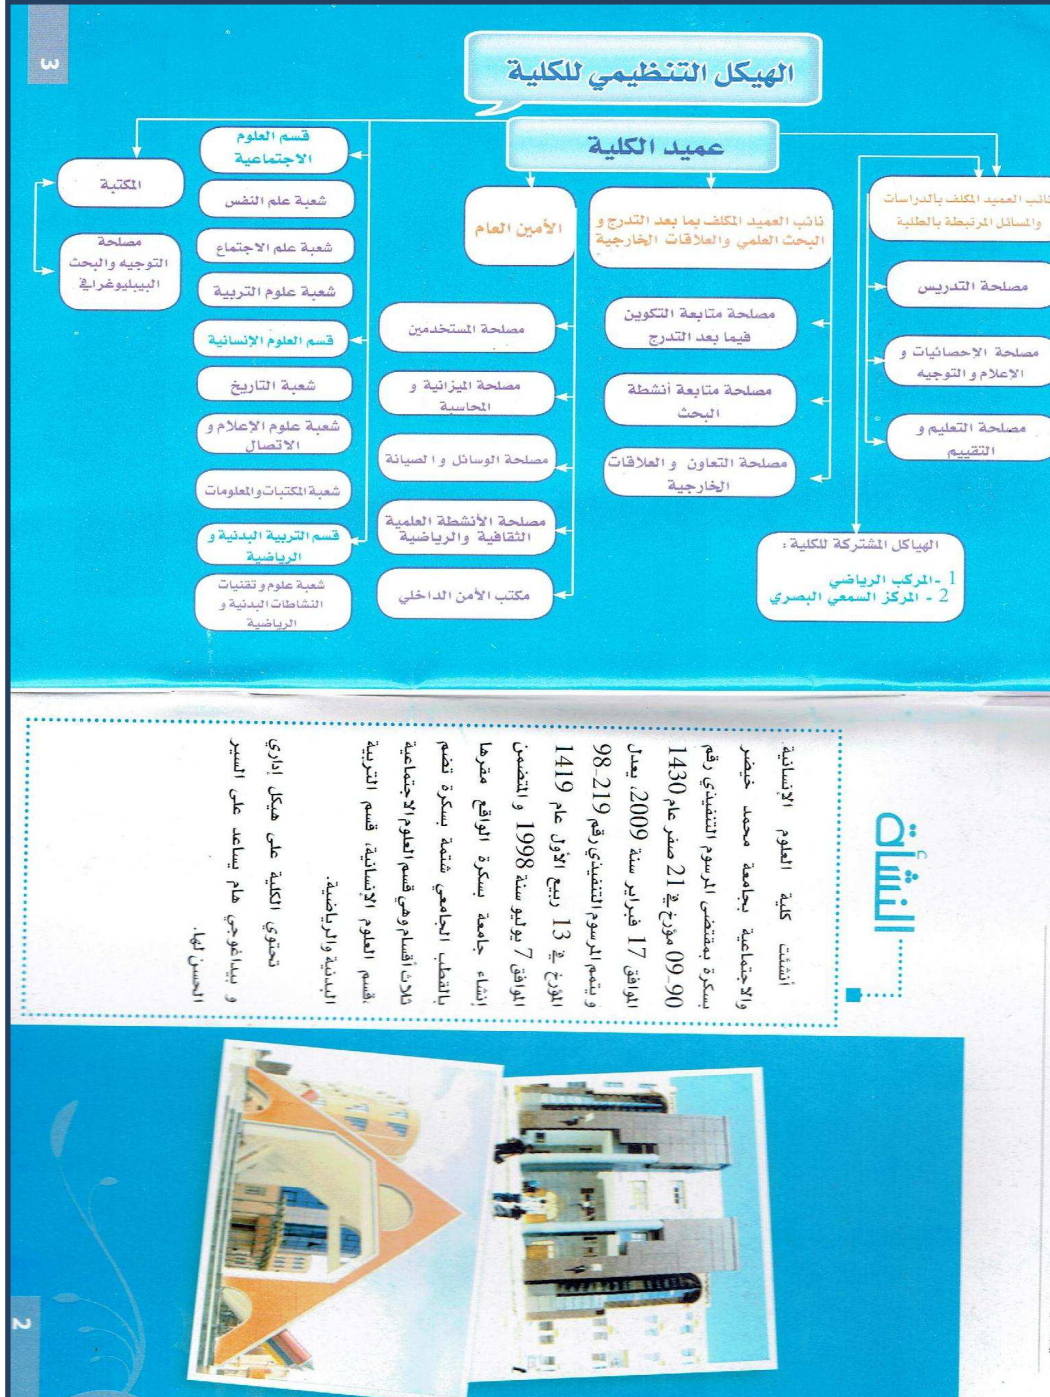 3
الهيكل التنظيمي للكلية
عميد الكلية
نائب العميد المكلف بالدراسات
والمسائل المرتبطة بالطلبة
مصلحة التدريس
مصلحة الاحصائيات و
الإعلام و التوجيه
مصلحة التعليم و
التقييم
الهياكل المشتركة للكلية :
1 -المركب الرياضي
2 - المركز السمعي البصري
نائب العميد المكلف بما بعد التدرج و
البحث العلمي والعلاقات الخارجية
مصلحة متابعة التكوين
فيما بعد التدرج
مصلحة متابعة أنشطة
البحث
مصلحة التعاون و العلاقات
الخارجية
الأمين العام
مصلحة المستخدمين
مصلحة الميزانية و
المحاسبة
مصلحة الوسائل و الصيانة
مصلحة الأنشطة العلمية
الثقافية والرياضية
مكتب الأمن الداخلي
قسم العلوم
الاجتماعية
شعبة علم النفس
شعبة علم الاجتماع
شعبة علوم التربية
قسم العلوم الإنسانية
شعبة التاريخ
شعبة علوم الإعلام و
الاتصال
شعبة المكتبات والمعلومات
قسم التربية البدنية و
الرياضية
شعبة علوم و تقنيات
النشاطات البدنية و
الرياضية
المكتبة
مصلحة
التوجيه والبحث
البيبليوغرافي
النشأة
أنشئت كلية العلوم الإنسانية
والاجتماعية بجامعة محمد خيضر
بسكرة بمقتضى المرسوم التنفيذي رقم
09-90 مؤرخ في 21 صفر عام 1430
الموافق 17 فبراير سنة 2009، يعدل
و يتمم المرسوم التنفيذي رقم 219-98
المؤرخ في 13 ربيع الأول عام 1419
الموافق 7 يوليو سنة 1998 و المتضمن
إنشاء جامعة بسكرة الواقع مقرها
بالقطب الجامعي شتمة بسكرة تضم
ثلاث أقسام وهي قسم العلوم الاجتماعية
،قسم العلوم الإنسانية، قسم التربية
البدنية والرياضية.
تحتوي الكلية على هيكل إداري
و بيداغوجي هام يساعد على السير
الحسن لها.
2